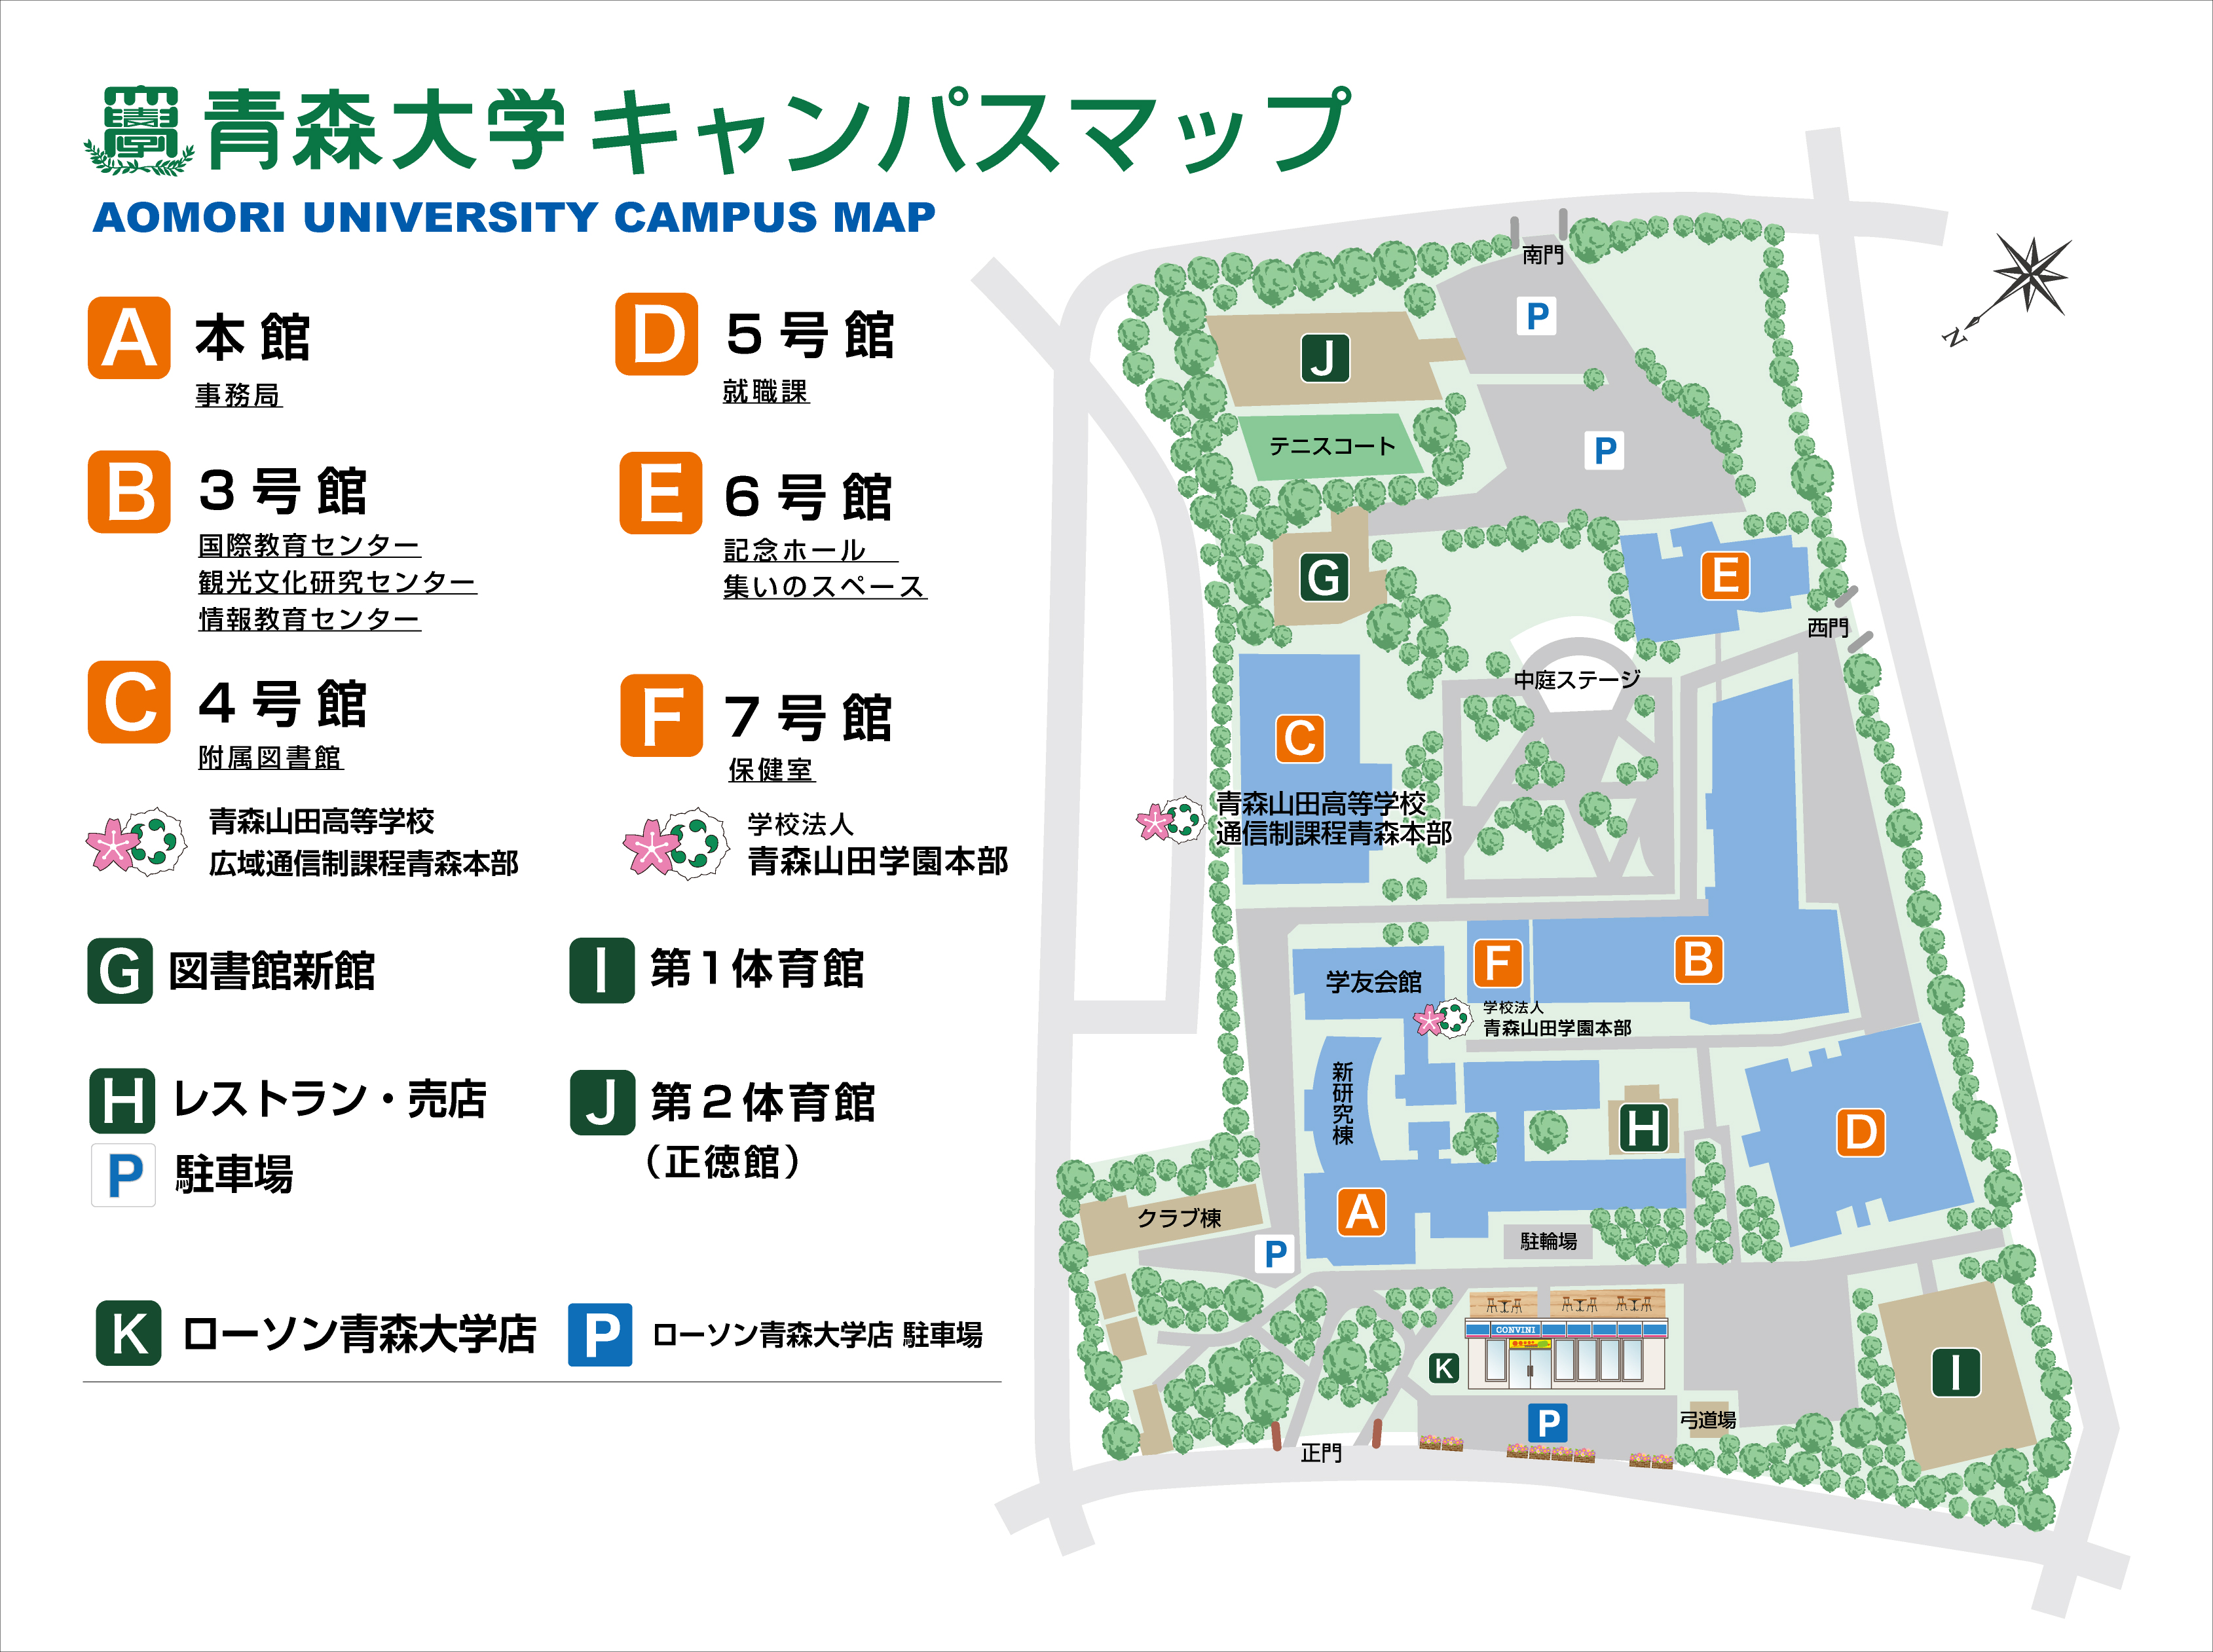 青森大学 キャンパスマップ
AOMORI UNIVERSITY CAMPUS MAP
A 本館
事務局
B 3号館
国際教育センター
観光文化研究センター
情報教育センター
C 4号館
附属図書館
青森山田高等学校
広域通信制課程青森本部
D 5号館
就職課
E 6号館
記念ホール
集いのスペース
F 7号館
保健室
学校法人
青森山田学園本部
G 図書館新館
H レストラン・売店
P 駐車場
I 第1体育館
J 第2体育館
（正徳館）
K ローソン青森大学店
P ローソン青森大学店 駐車場
南門
P
N
J
テニスコート
P
G
E
西門
中庭ステージ
C
青森山田高等学校
通信制課程青森本部
学友会館
F
B
学校法人
青森山田学園本部
新研究棟
H
D
A
クラブ棟
P
駐輪場
CONVINI
K
I
P
弓道場
正門